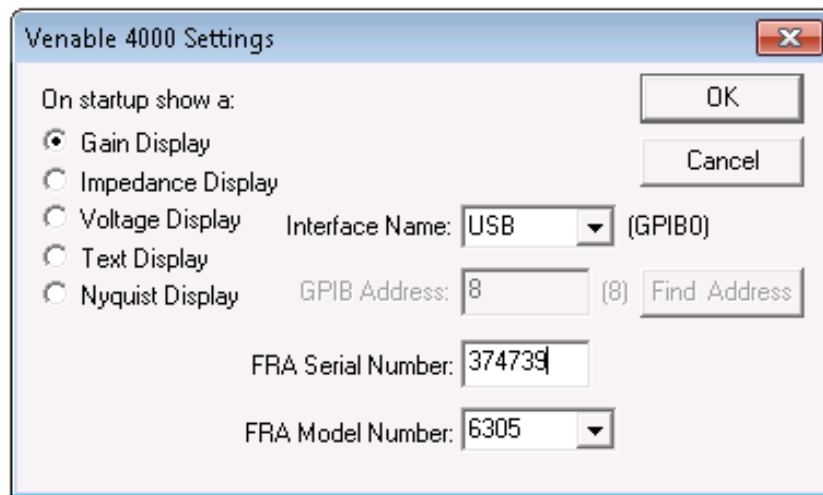 Venable 4000 Settings
On startup show a:
Gain Display
Impedance Display
Voltage Display
Text Display
Nyquist Display
OK
Cancel
Interface Name: USB (GPIB0)
GPIB Address: 8 (8) Find Address
FRA Serial Number: 374739
FRA Model Number: 6305